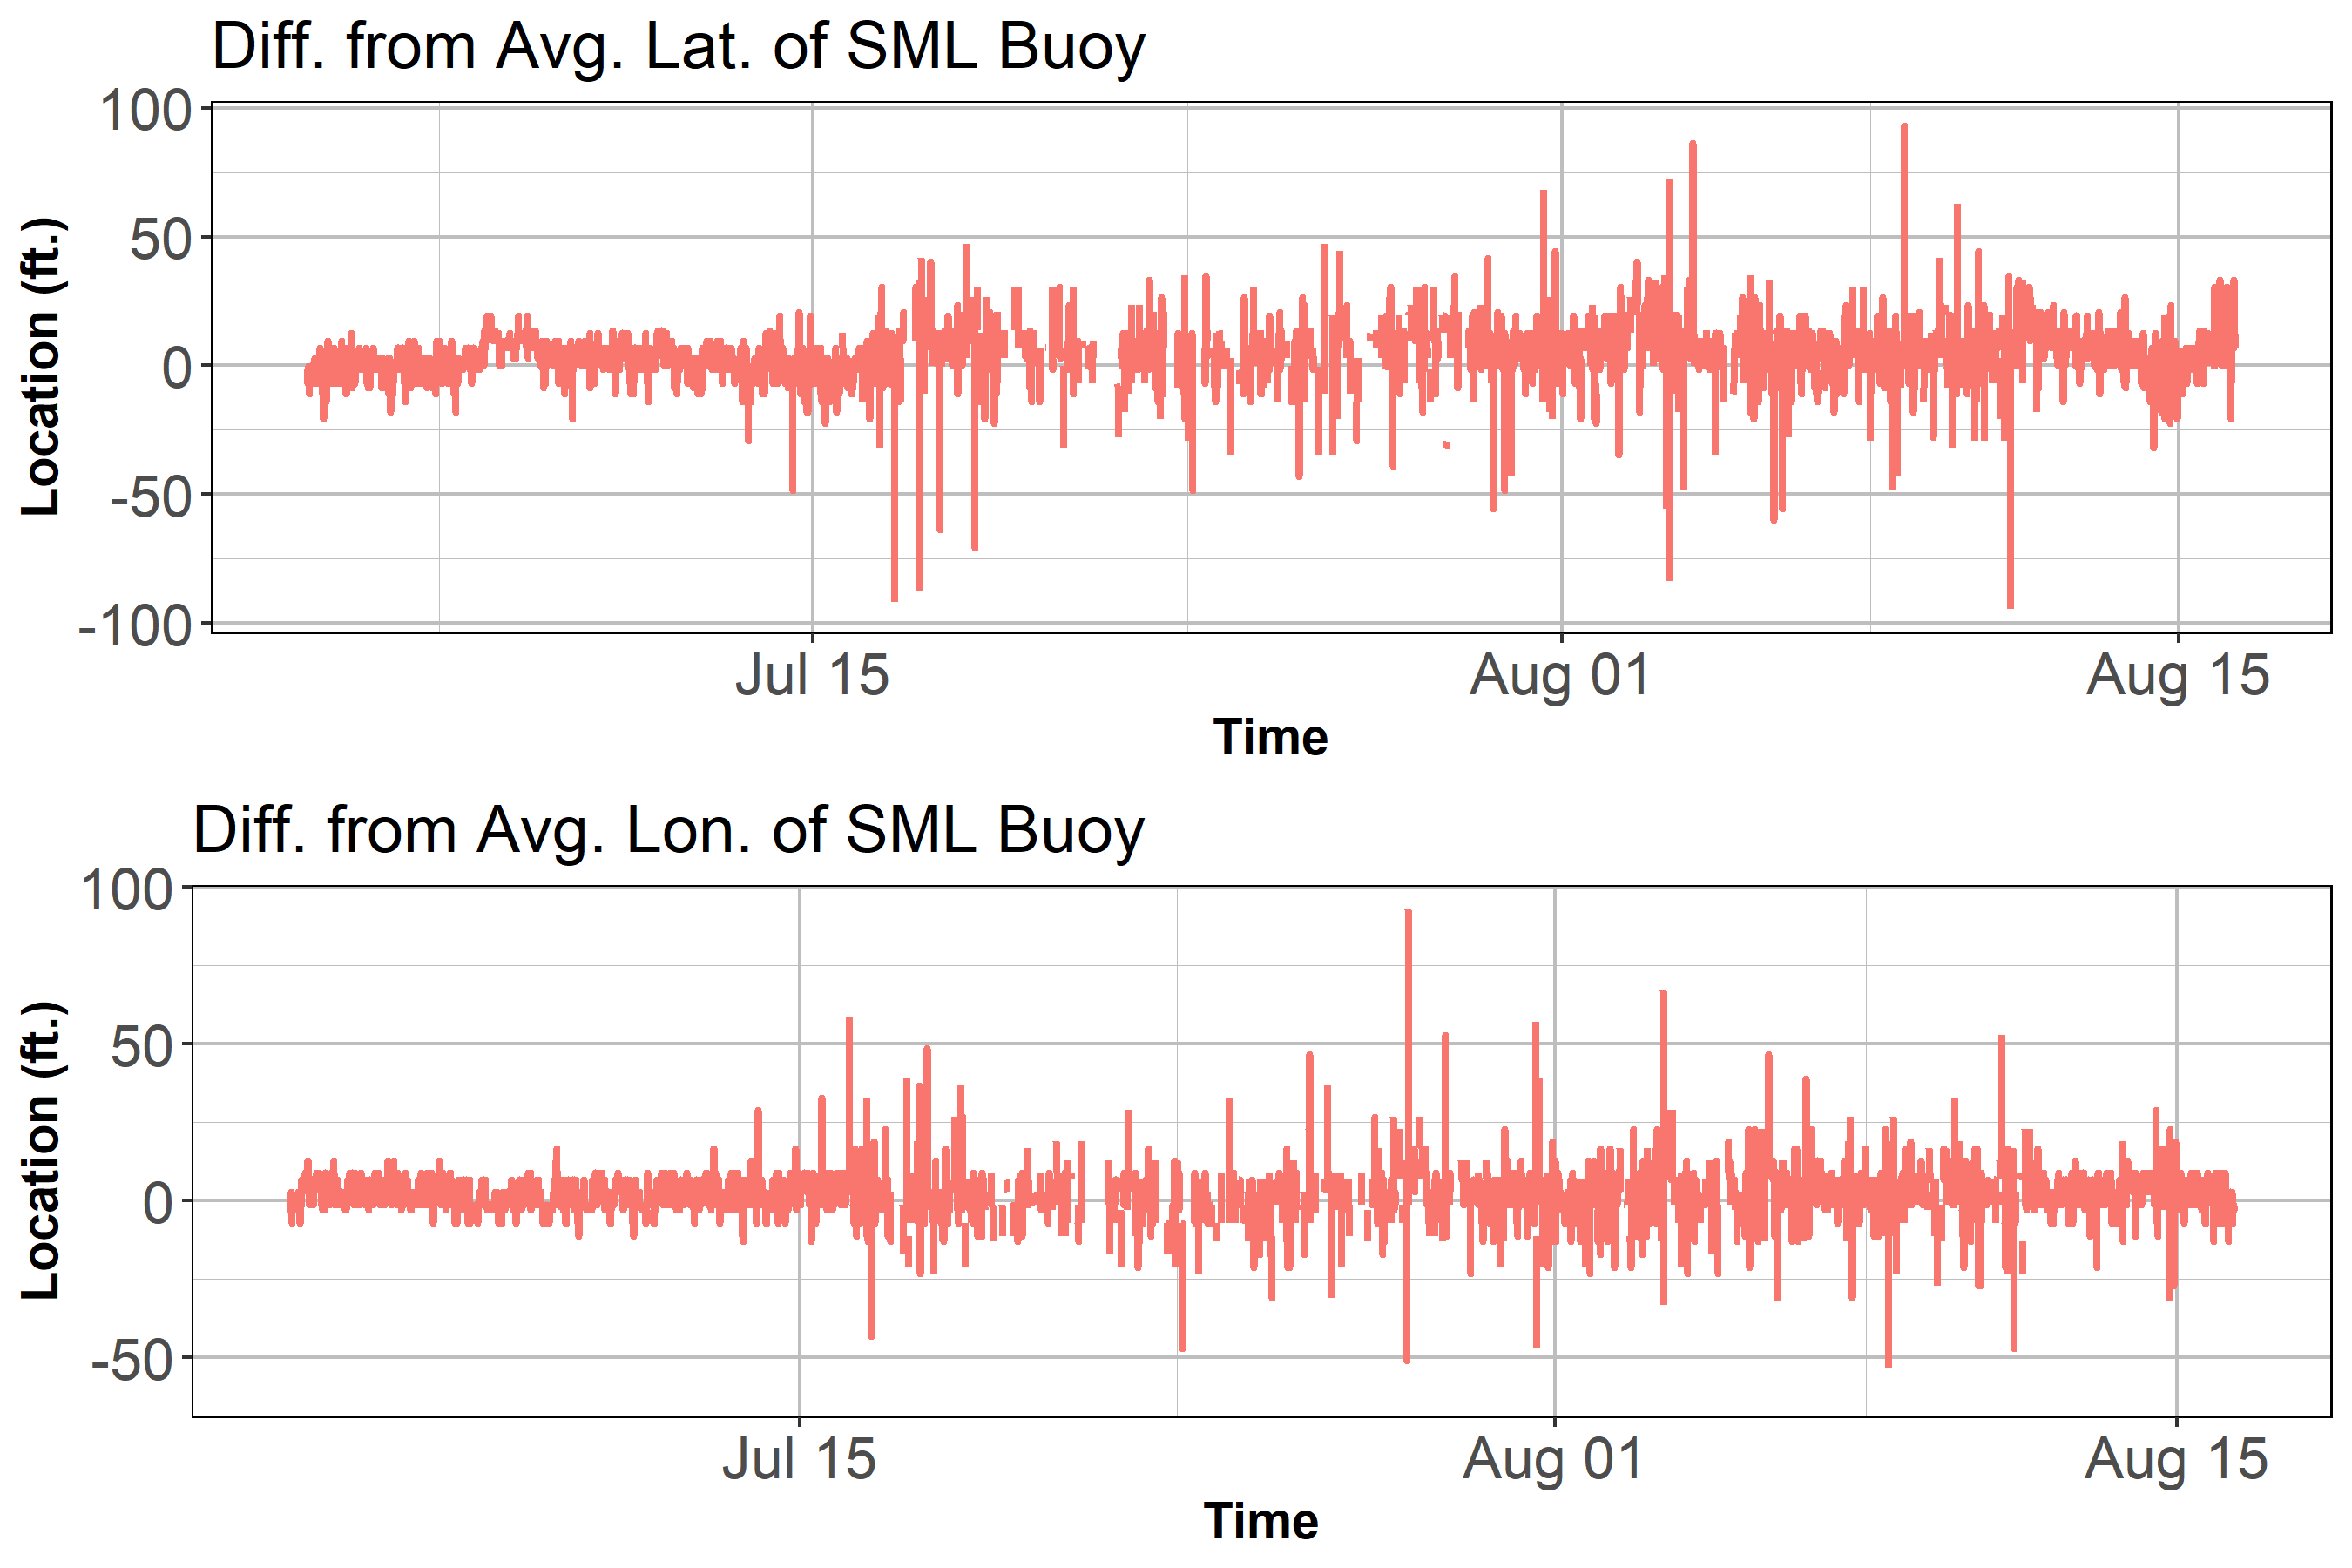 Diff. from Avg. Lat. of SML Buoy
100
50
0
-50
-100
Location (ft.)
Jul 15 Aug 01 Aug 15
Time
Diff. from Avg. Lon. of SML Buoy
100
50
0
-50
Location (ft.)
Jul 15 Aug 01 Aug 15
Time